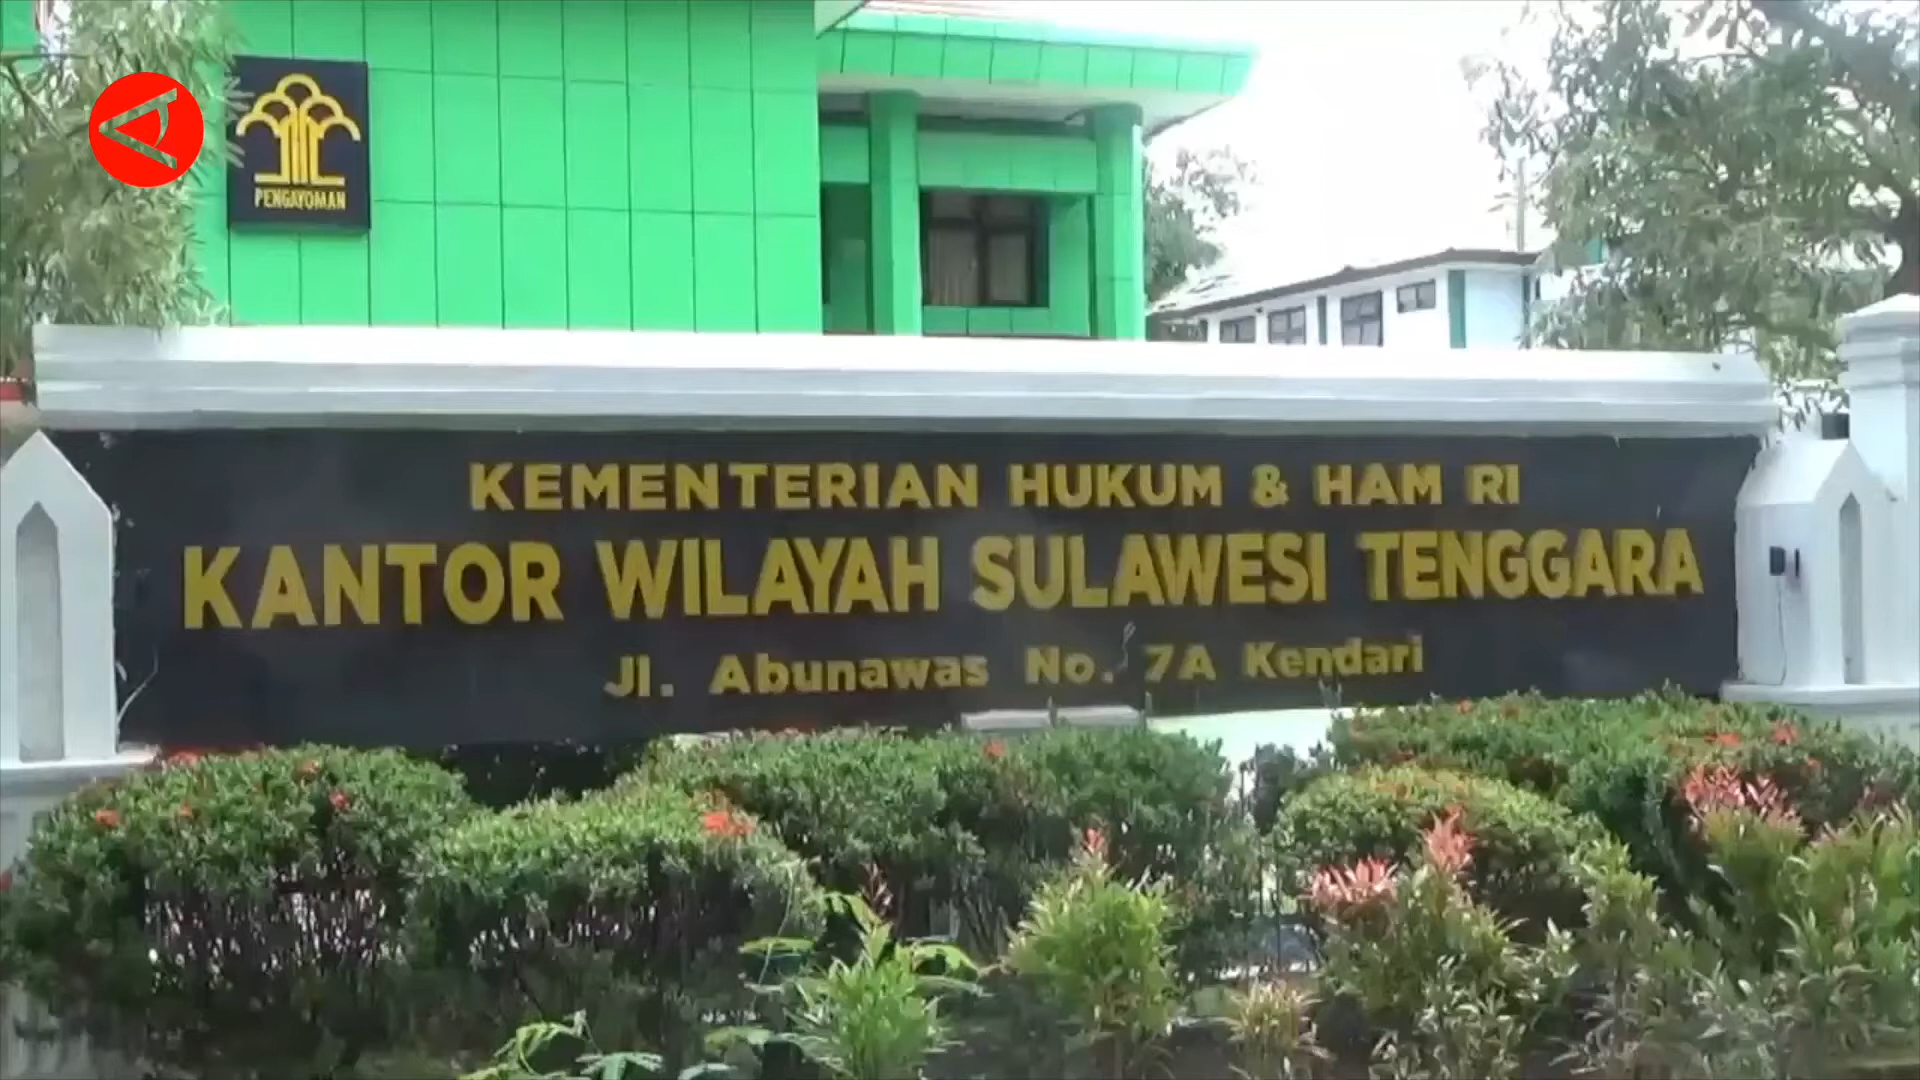 PENGAYOMAN
KEMENTERIAN HUKUM & HAM RI
KANTOR WILAYAH SULAWESI TENGGARA
Jl. Abunawas No. 7A Kendari